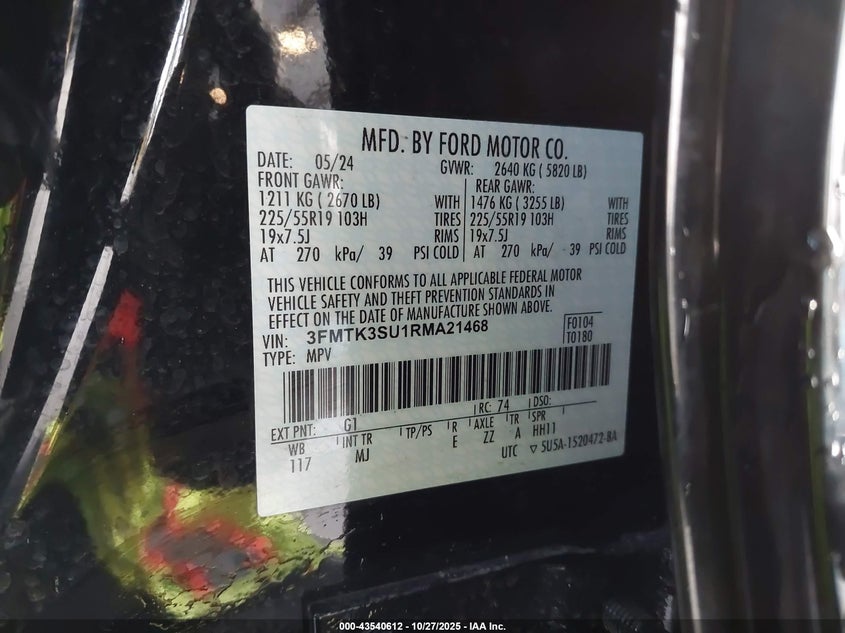 MFD. BY FORD MOTOR CO.
DATE: 05/24 GVWR: 2640 KG ( 5820 LB)
FRONT GAWR: REAR GAWR:
1211 KG ( 2670 LB) WITH 1476 KG ( 3255 LB) WITH
225/55R19 103H TIRES 225/55R19 103H TIRES
19x7.5J RIMS 19x7.5J RIMS
AT 270 kPa/ 39 PSI COLD AT 270 kPa/ 39 PSI COLD
THIS VEHICLE CONFORMS TO ALL APPLICABLE FEDERAL MOTOR
VEHICLE SAFETY AND THEFT PREVENTION STANDARDS IN
EFFECT ON THE DATE OF MANUFACTURE SHOWN ABOVE.
VIN: 3FMTK3SU1RMA21468 F0104
TYPE: MPV T0180
EXT PNT: G1 RC: 74 DSO:
WB INT TR TP/PS R AXLE TR SPR
117 MJ E ZZ A HH11
UTC ▽ 5U5A-1520472-BA
000-43540612 | 10/27/2025 | IAA Inc.